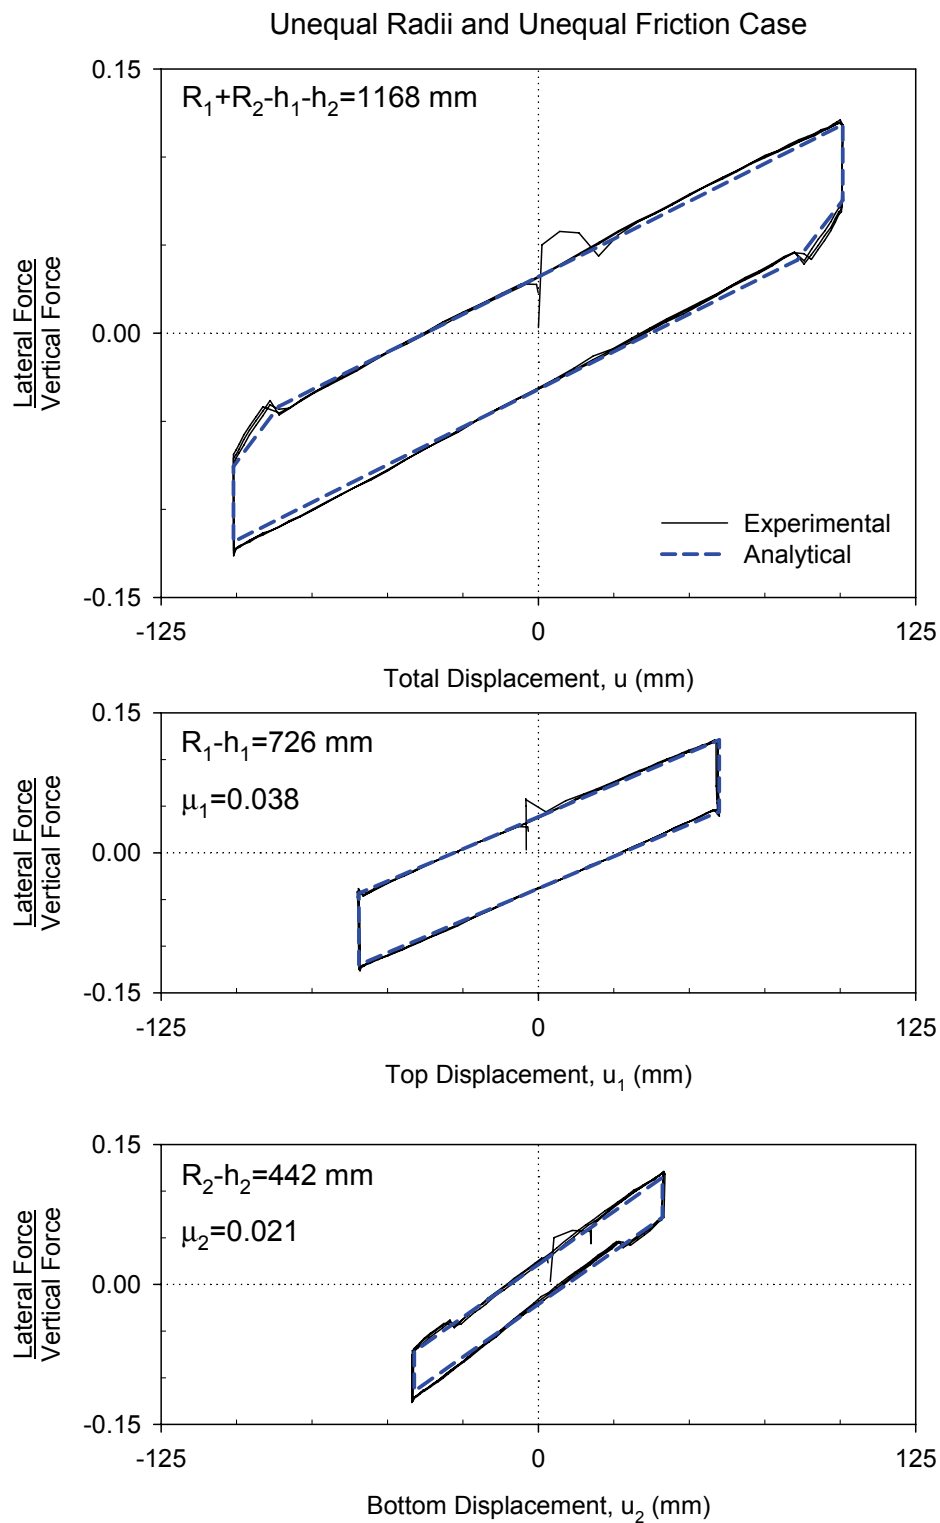 Unequal Radii and Unequal Friction Case
0.15
R₁+R₂-h₁-h₂=1168 mm
Lateral Force
Vertical Force
0.00
Experimental
Analytical
-0.15
-125
0
125
Total Displacement, u (mm)
0.15
R₁-h₁=726 mm
μ₁=0.038
Lateral Force
Vertical Force
0.00
-0.15
-125
0
125
Top Displacement, u₁ (mm)
0.15
R₂-h₂=442 mm
μ₂=0.021
Lateral Force
Vertical Force
0.00
-0.15
-125
0
125
Bottom Displacement, u₂ (mm)